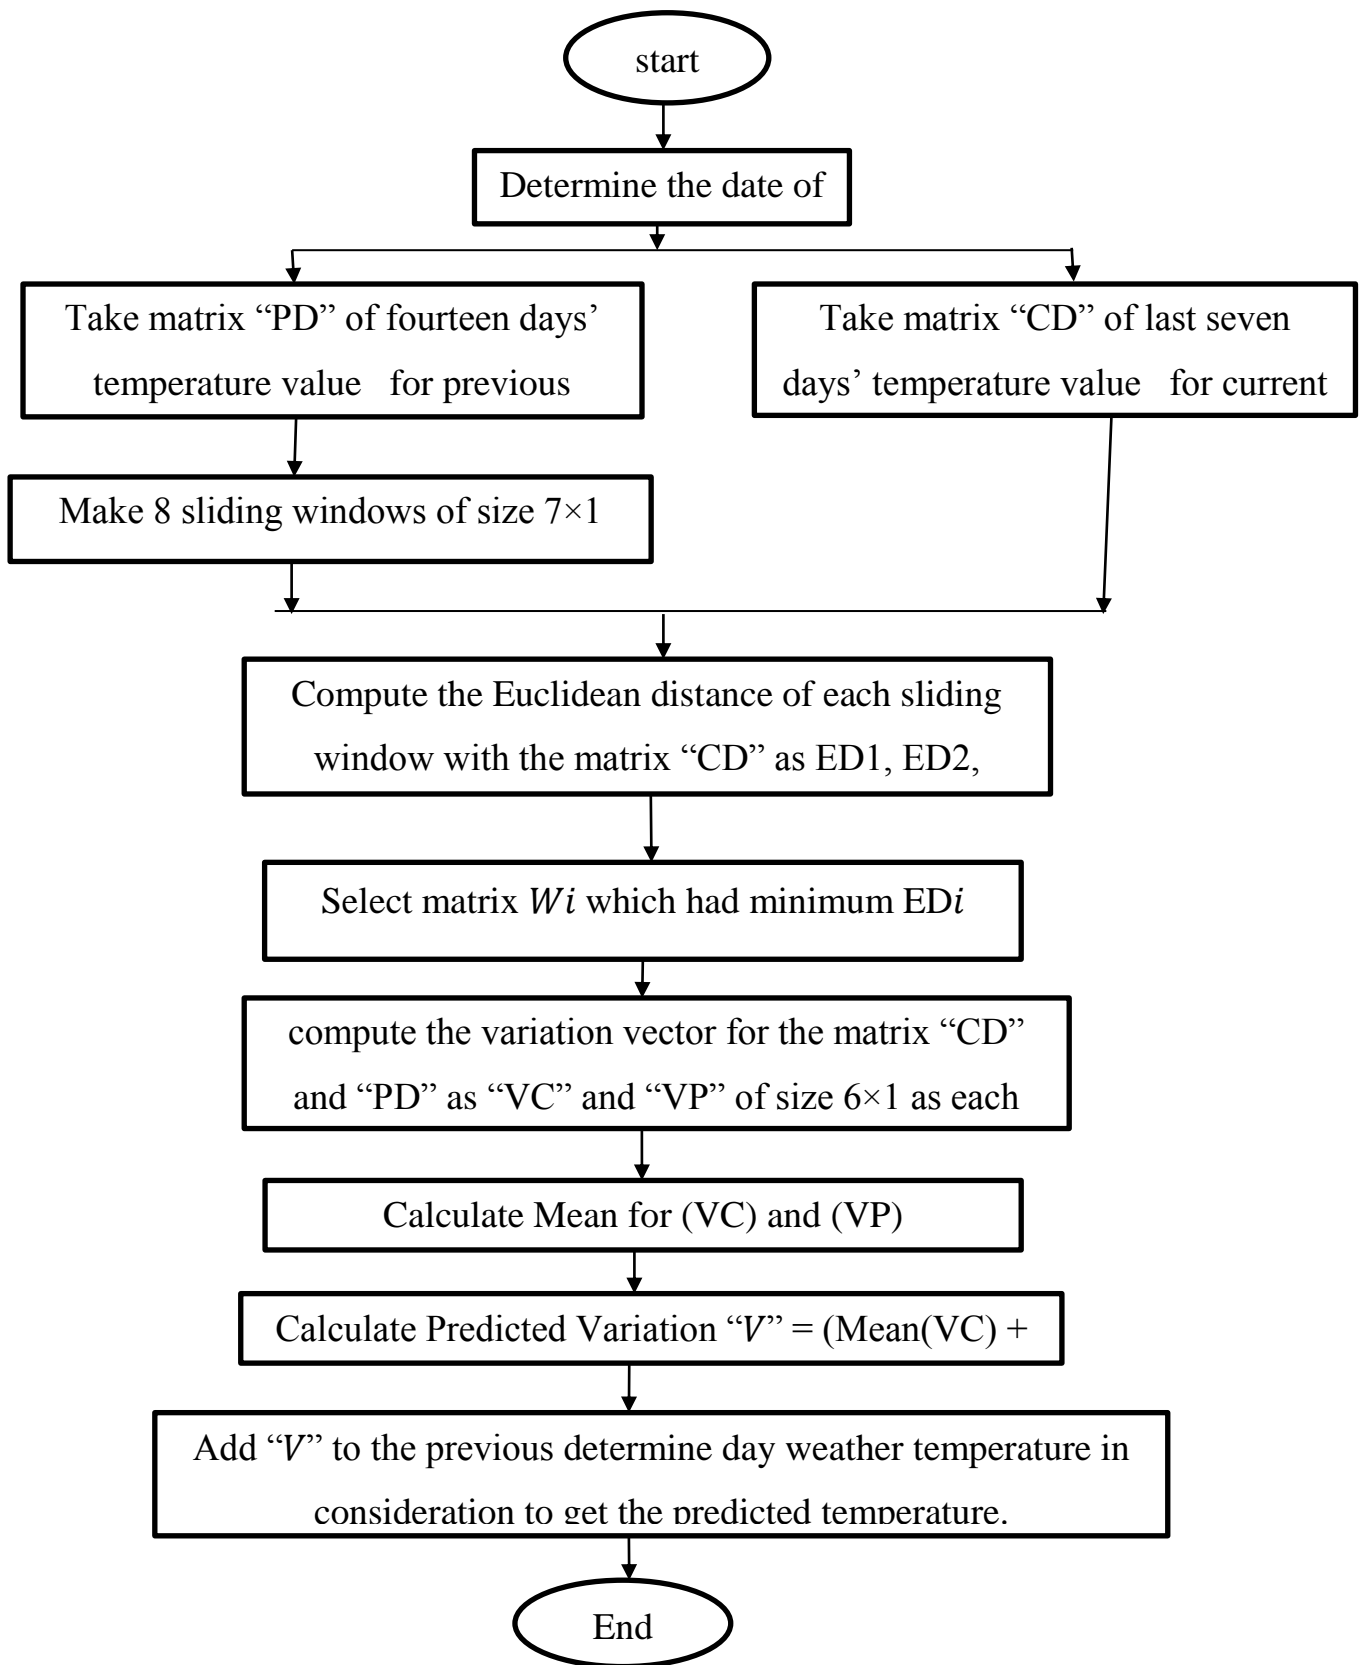 start
Determine the date of
Take matrix “PD” of fourteen days’
temperature value for previous
Take matrix “CD” of last seven
days’ temperature value for current
Make 8 sliding windows of size 7×1
Compute the Euclidean distance of each sliding
window with the matrix “CD” as ED1, ED2,
Select matrix 𝑊𝑖 which had minimum ED𝑖
compute the variation vector for the matrix “CD”
and “PD” as “VC” and “VP” of size 6×1 as each
Calculate Mean for (VC) and (VP)
Calculate Predicted Variation “𝑉” = (Mean(VC) +
Add “𝑉” to the previous determine day weather temperature in
consideration to get the predicted temperature.
End